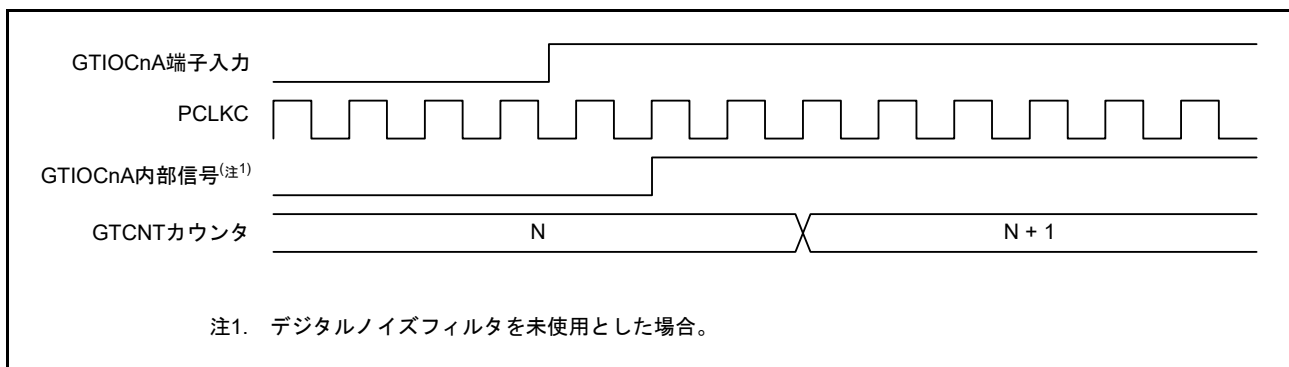 GTIOCnA端子入力
PCLKC
GTIOCnA内部信号(注1)
GTCNTカウンタ N N + 1
注1. デジタルノイズフィルタを未使用とした場合。